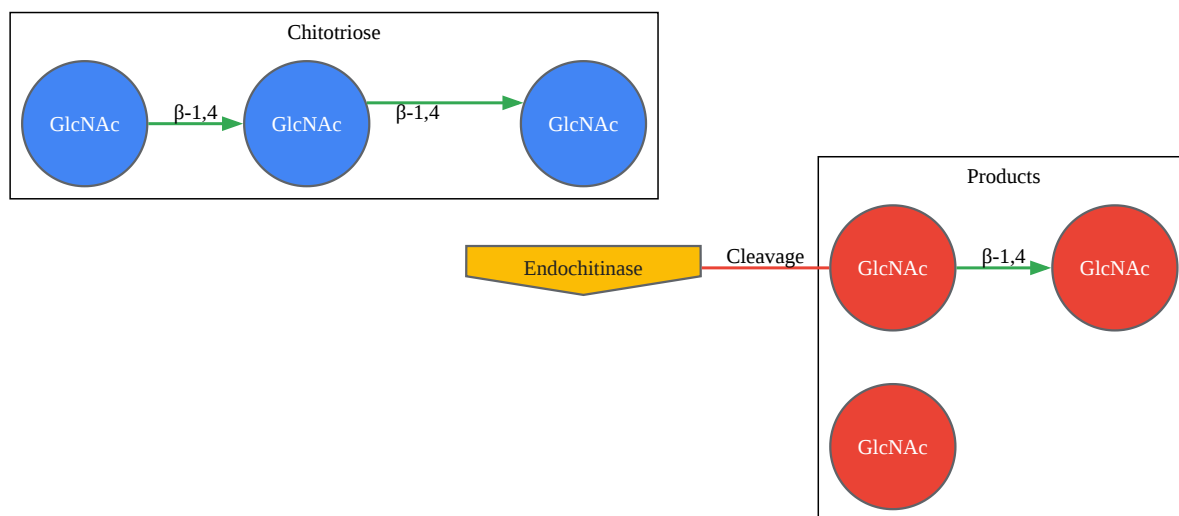 Chitotriose
GlcNAc
β-1,4
GlcNAc
β-1,4
GlcNAc
Products
Endochitinase
Cleavage
GlcNAc
β-1,4
GlcNAc
GlcNAc